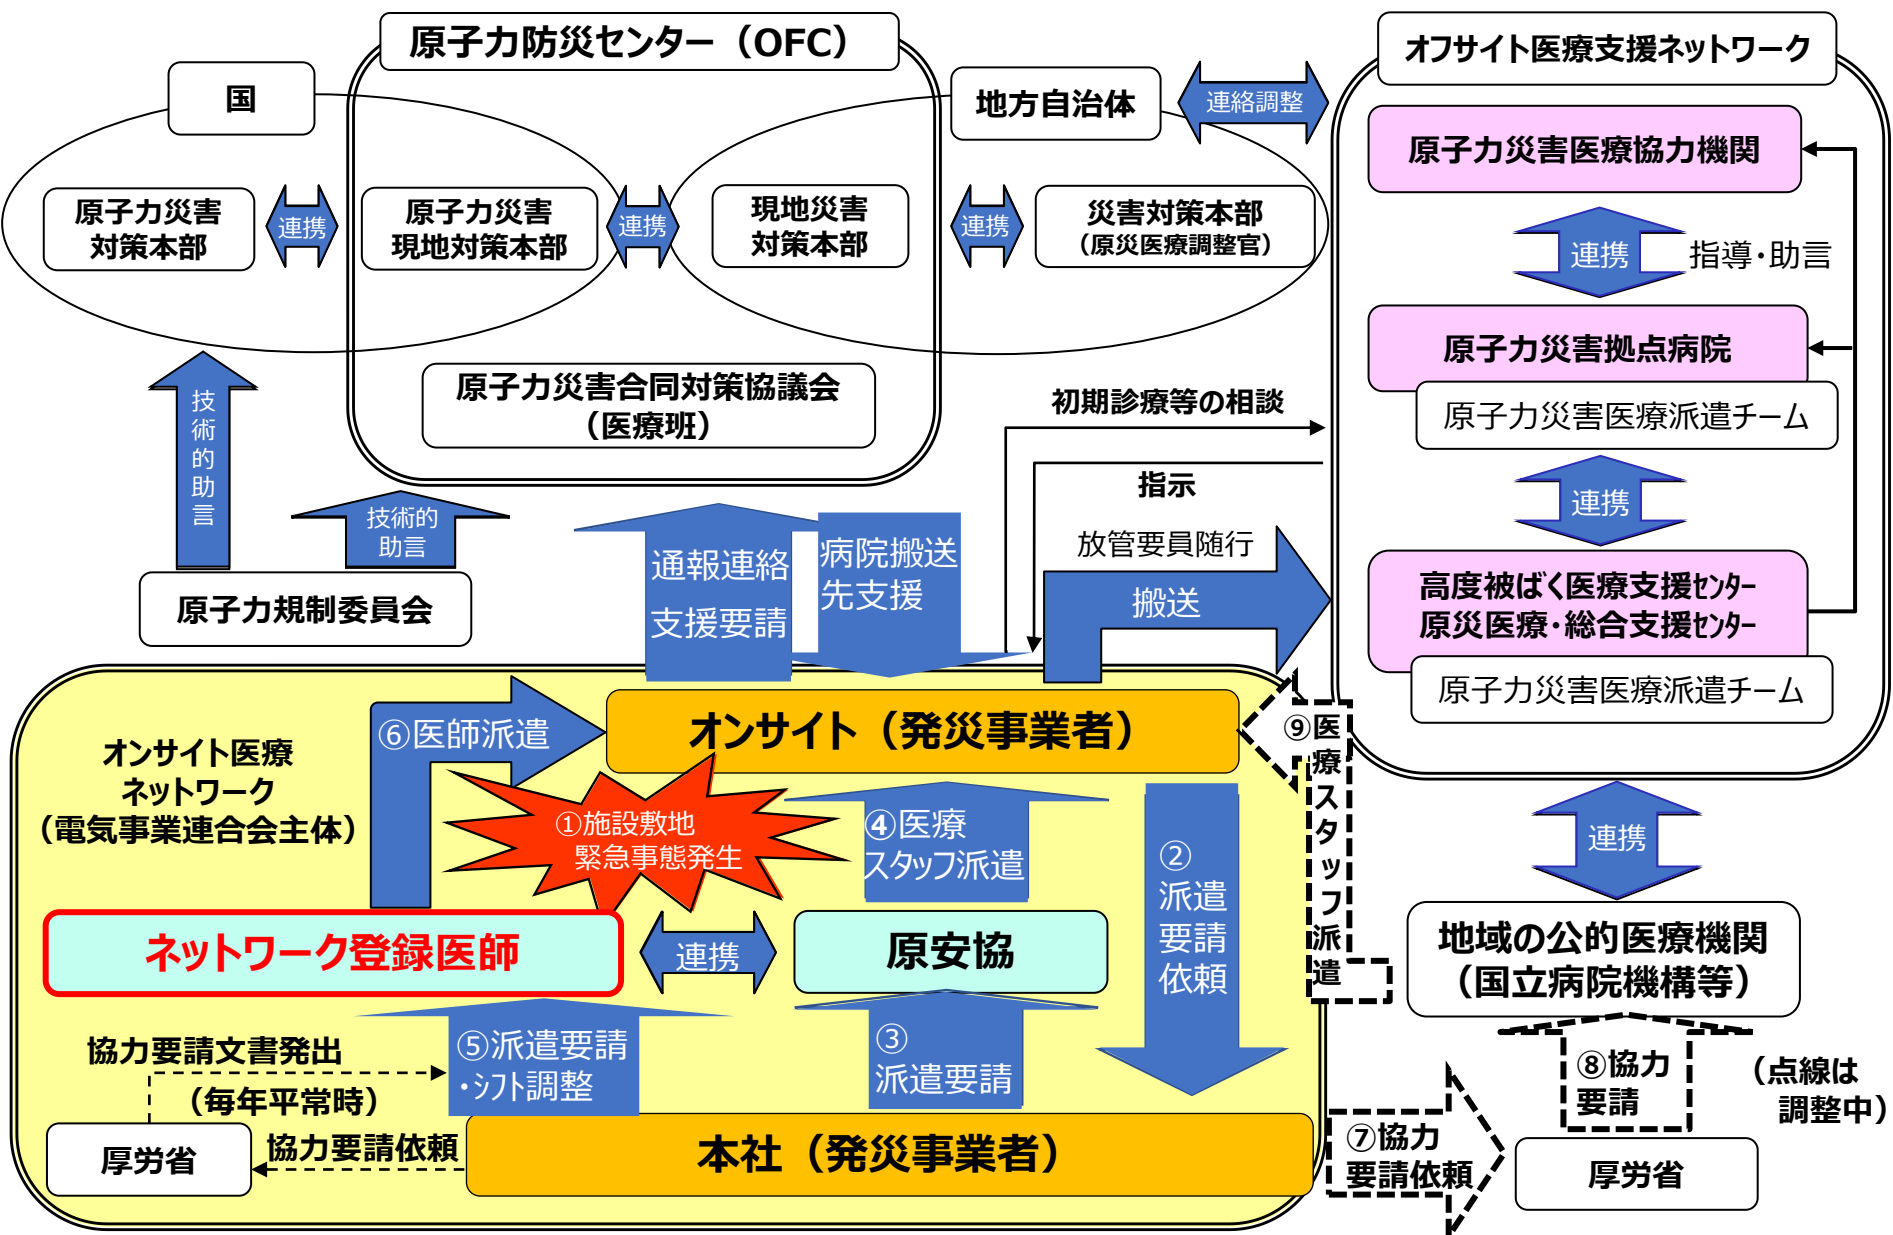 原子力防災センター（OFC）
オフサイト医療支援ネットワーク
国
地方自治体
連絡調整
原子力災害医療協力機関
原子力災害
対策本部
連携
原子力災害
現地対策本部
連携
現地災害
対策本部
連携
災害対策本部
（原災医療調整官）
連携
指導・助言
原子力災害拠点病院
原子力災害医療派遣チーム
原子力災害合同対策協議会
（医療班）
初期診療等の相談
指示
技術的助言
技術的
助言
連携
通報連絡
支援要請
病院搬送
先支援
放管要員随行
搬送
原子力規制委員会
高度被ばく医療支援センター
原災医療・総合支援センター
原子力災害医療派遣チーム
⑥医師派遣
オンサイト（発災事業者）
⑨医療スタッフ派遣
オンサイト医療
ネットワーク
（電気事業連合会主体）
①施設敷地
緊急事態発生
④医療
スタッフ派遣
②
派遣
要請
依頼
連携
ネットワーク登録医師
連携
原安協
地域の公的医療機関
（国立病院機構等）
協力要請文書発出
（毎年平常時）
⑤派遣要請
・シフト調整
③
派遣要請
⑧協力
要請
（点線は
調整中）
厚労省
協力要請依頼
本社（発災事業者）
⑦協力
要請依頼
厚労省